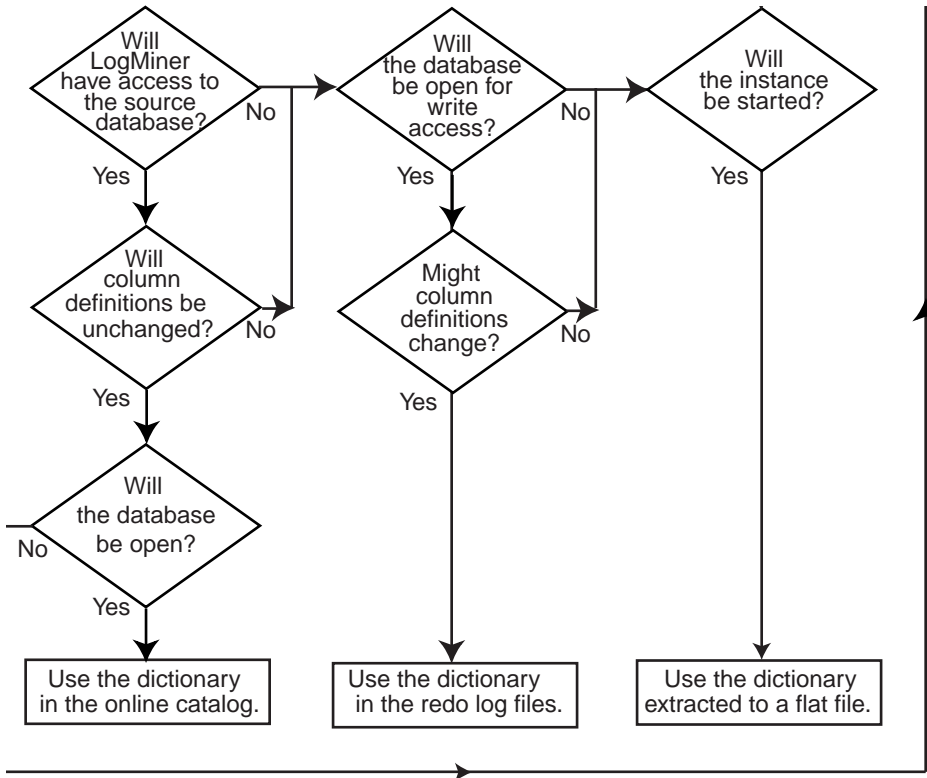 Will
LogMiner
have access to
the source
database?
No
Yes
Will
column
definitions be
unchanged?
No
Yes
Will
the database
be open?
No
Yes
Use the dictionary
in the online catalog.
Will
the database
be open for
write
access?
No
Yes
Might
column
definitions
change?
No
Yes
Use the dictionary
in the redo log files.
Will
the instance
be started?
Yes
Use the dictionary
extracted to a flat file.